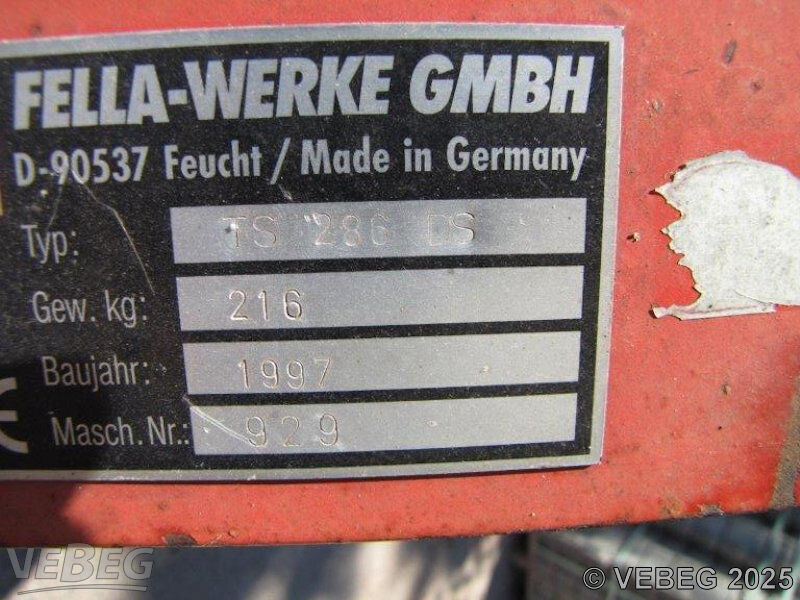 FELLA-WERKE GMBH
D-90537 Feucht / Made in Germany
Typ: TS 286 DS
Gew. kg: 216
Baujahr: 1997
Masch. Nr.: 929
CE
VEBEG
© VEBEG 2025